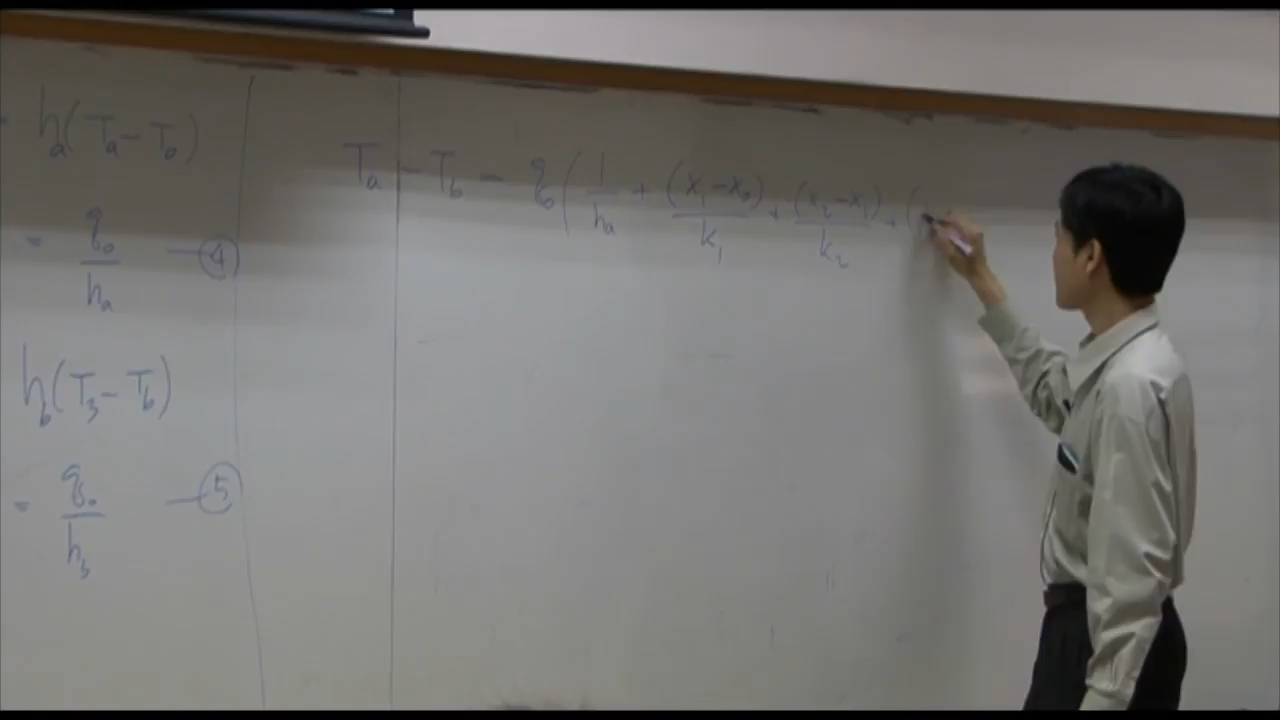 h_a(T_a - T_0)
= q_0 / h_a — ④
h_b(T_3 - T_b)
= q_0 / h_b — ⑤
T_a - T_b = q_0 ( 1/h_a + (x_1 - x_0)/k_1 + (x_2 - x_1)/k_2 + (